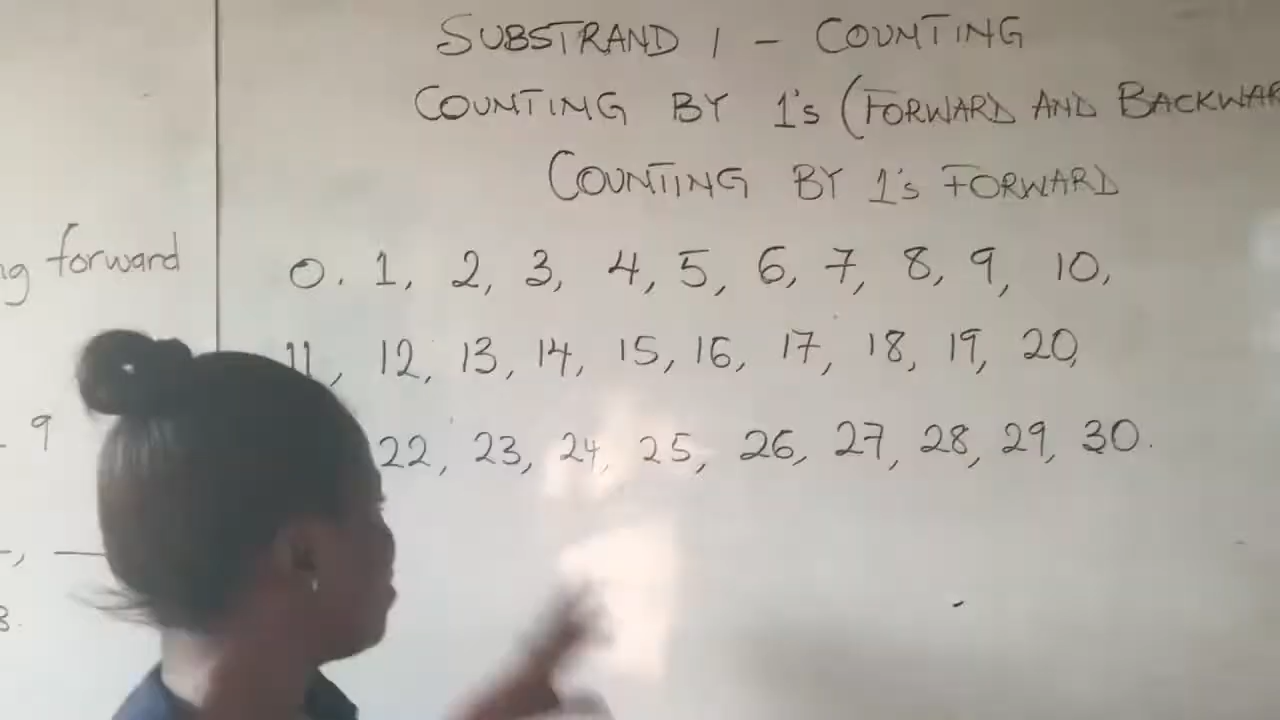 SUBSTRAND 1 - COUNTING
COUNTING BY 1's (FORWARD AND
COUNTING BY 1's FORWARD
0. 1, 2, 3, 4, 5, 6, 7, 8, 9, 10,
11, 12, 13, 14, 15, 16, 17, 18, 19, 20,
22, 23, 24, 25, 26, 27, 28, 29, 30.
forward
9